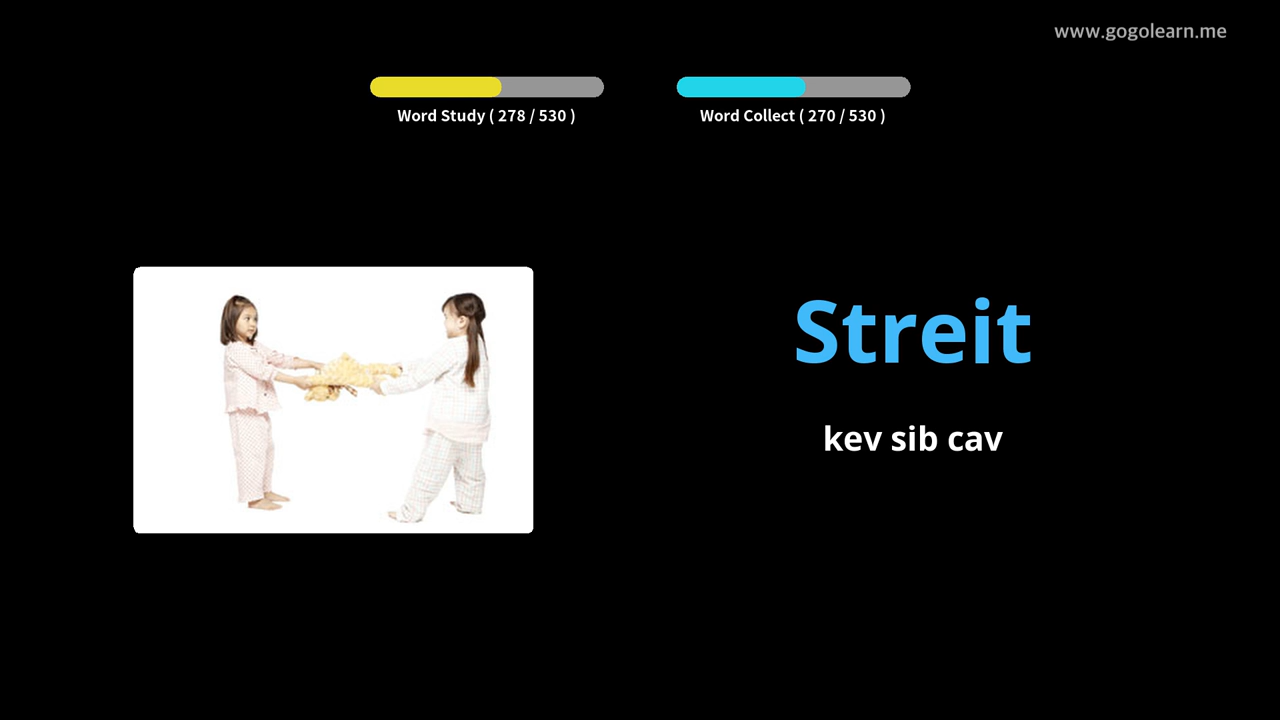 www.gogolearn.me
Word Study ( 278 / 530 )
Word Collect ( 270 / 530 )
Streit
kev sib cav